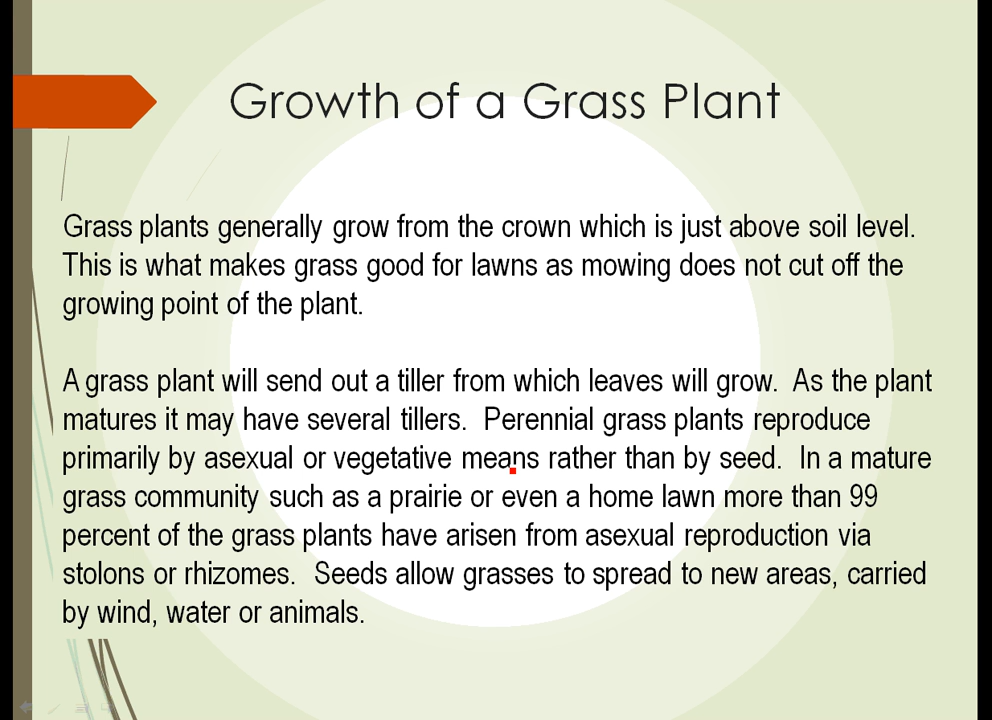 Growth of a Grass Plant
Grass plants generally grow from the crown which is just above soil level.
This is what makes grass good for lawns as mowing does not cut off the
growing point of the plant.
A grass plant will send out a tiller from which leaves will grow.  As the plant
matures it may have several tillers.  Perennial grass plants reproduce
primarily by asexual or vegetative means rather than by seed.  In a mature
grass community such as a prairie or even a home lawn more than 99
percent of the grass plants have arisen from asexual reproduction via
stolons or rhizomes.  Seeds allow grasses to spread to new areas, carried
by wind, water or animals.